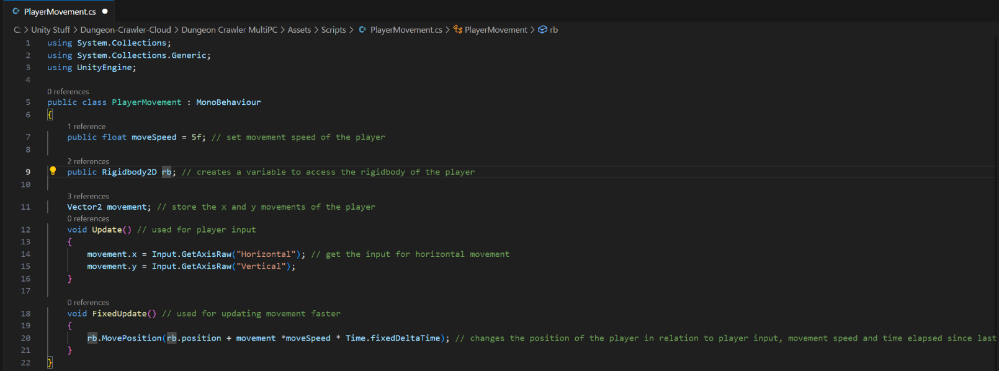 C# PlayerMovement.cs ●
C: > Unity Stuff > Dungeon-Crawler-Cloud > Dungeon Crawler MultiPC > Assets > Scripts > C# PlayerMovement.cs > PlayerMovement > rb
1 using System.Collections;
2 using System.Collections.Generic;
3 using UnityEngine;
4
0 references
5 public class PlayerMovement : MonoBehaviour
6 {
1 reference
7 public float moveSpeed = 5f; // set movement speed of the player
8
2 references
9 public Rigidbody2D rb; // creates a variable to access the rigidbody of the player
10
3 references
11 Vector2 movement; // store the x and y movements of the player
0 references
12 void Update() // used for player input
13 {
14 movement.x = Input.GetAxisRaw("Horizontal"); // get the input for horizontal movement
15 movement.y = Input.GetAxisRaw("Vertical");
16 }
17
0 references
18 void FixedUpdate() // used for updating movement faster
19 {
20 rb.MovePosition(rb.position + movement *moveSpeed * Time.fixedDeltaTime); // changes the position of the player in relation to player input, movement speed and time elapsed since last
21 }
22 }